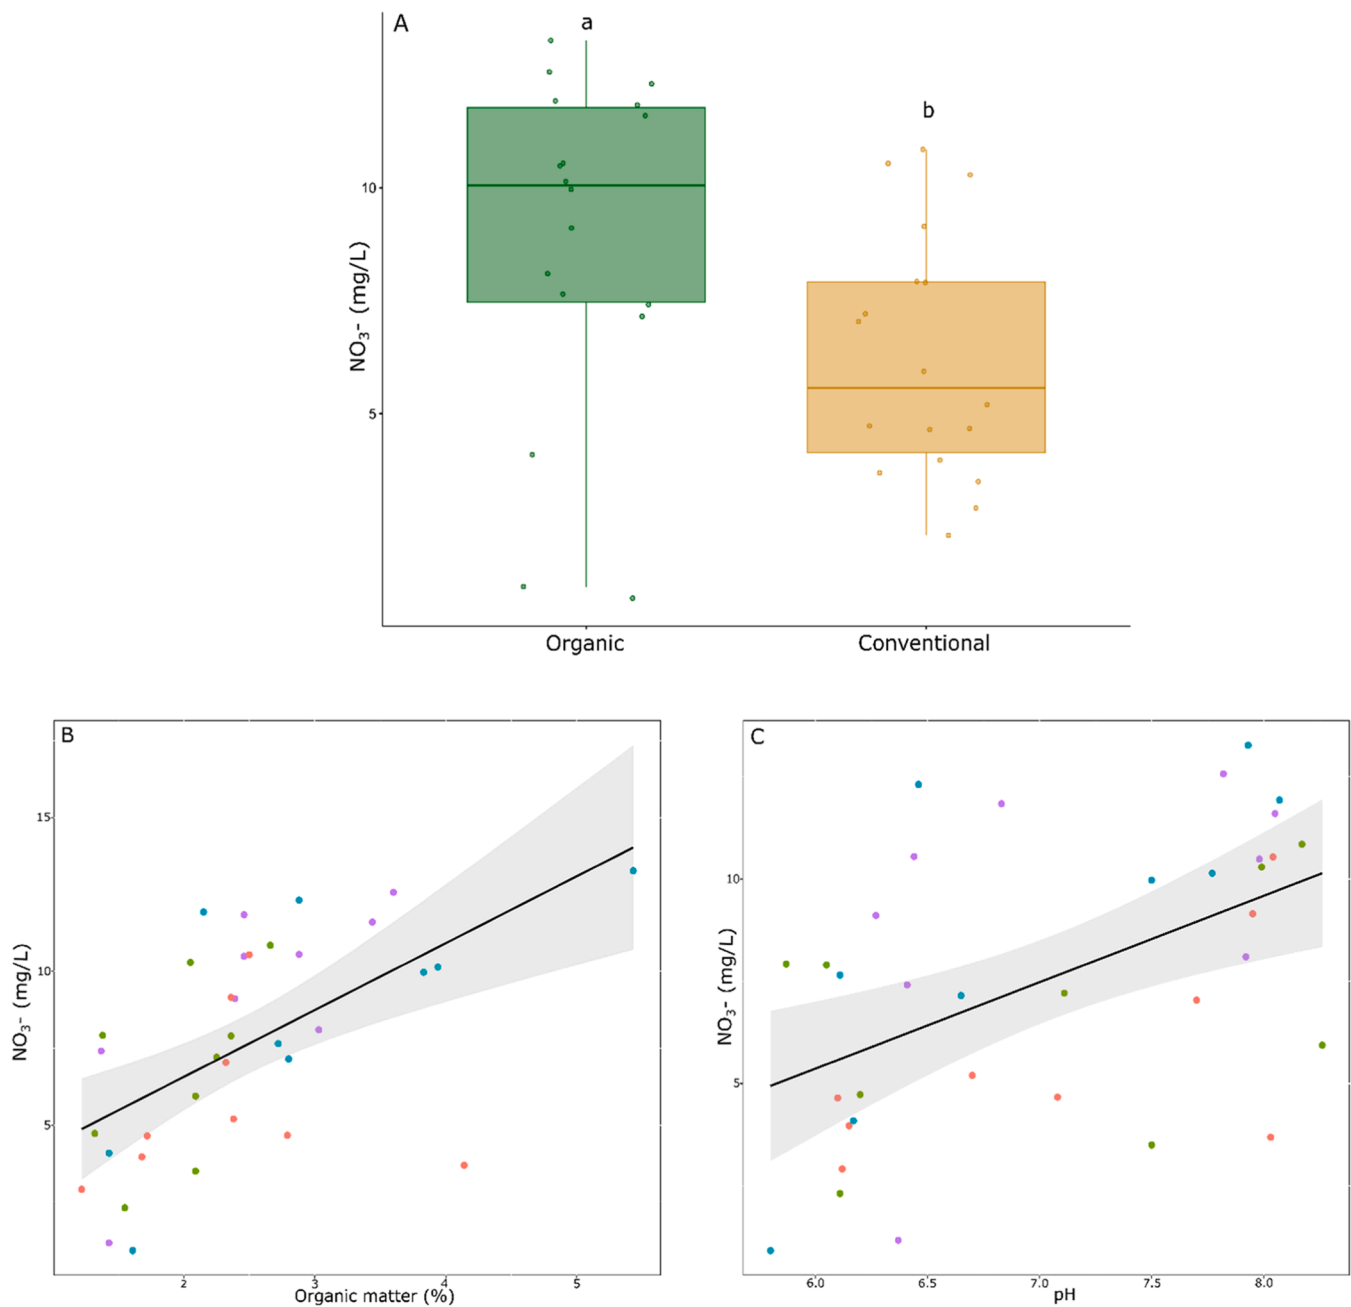 A
a
b
10
5
NO₃- (mg/L)
Organic
Conventional
B
15
10
5
NO₃- (mg/L)
2
3
4
5
Organic matter (%)
C
10
5
NO₃- (mg/L)
6.0
6.5
7.0
7.5
8.0
pH